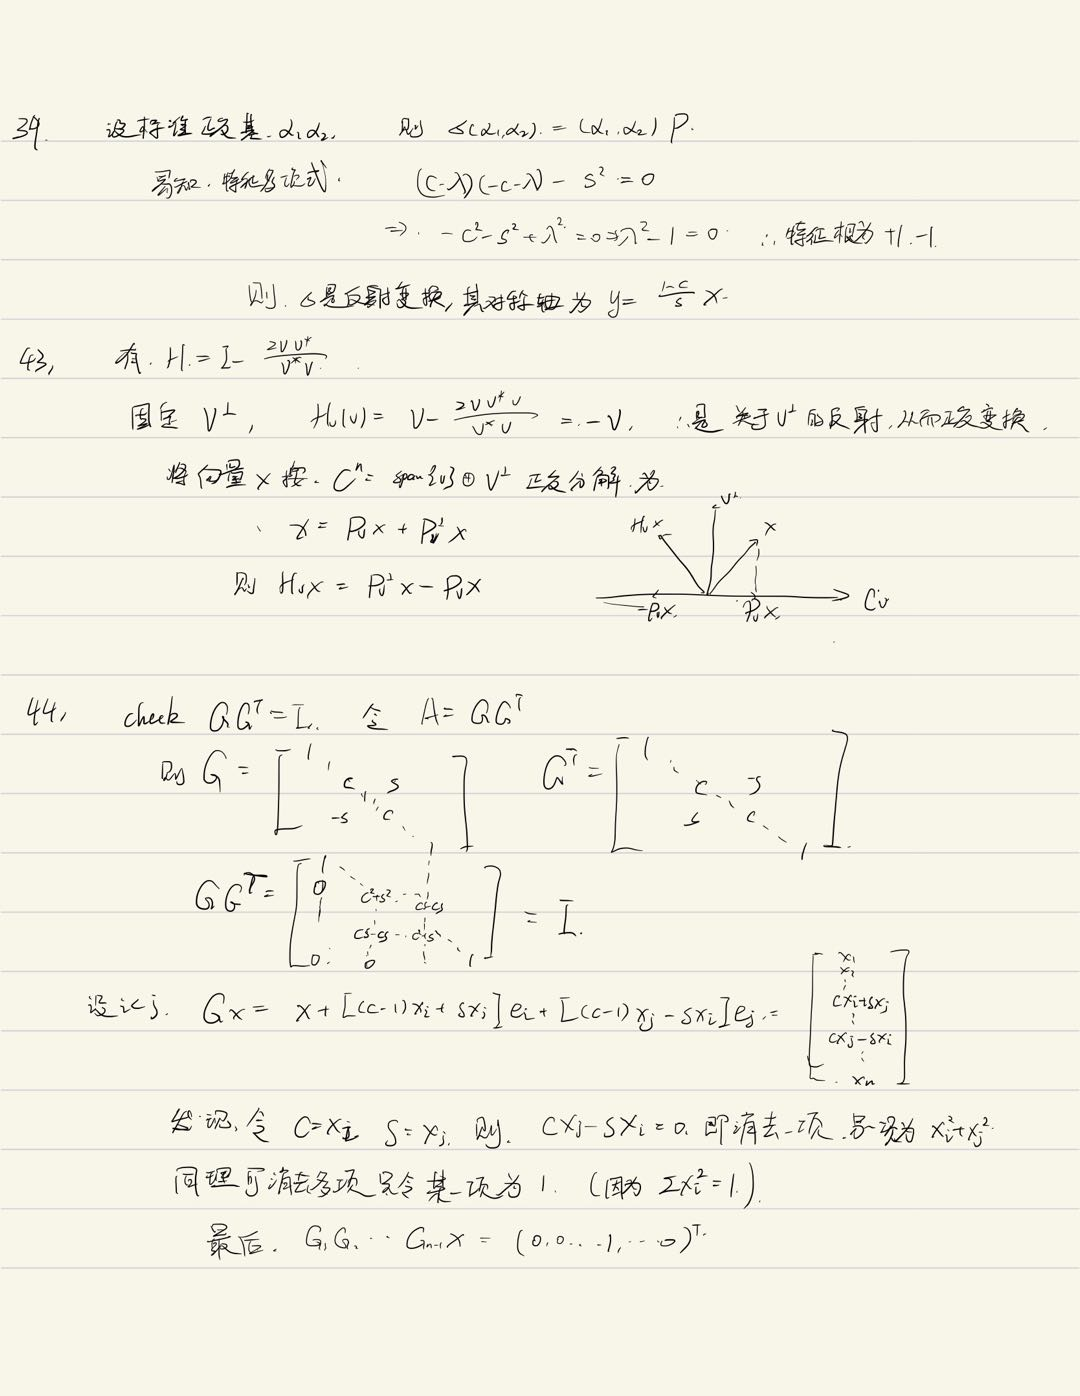 39. 设标准正交基 α₁α₂, 则 σ(α₁,α₂) = (α₁,α₂) P.
易知, 特征多项式. (c-λ)(-c-λ) - s² = 0
⇒ -c²-s²+λ² = 0 ⇒ λ²-1 = 0 ∴ 特征根为 +1, -1
则 σ是反射变换, 其对称轴为 y = (1-c)/s x.
43, 有. H = I - 2vv*/v*v
固定 v⊥, H(v) = v - 2vv*v/v*v = -v, ∴是关于v⊥的反射, 从而正交变换.
将向量 x 按. Cⁿ = span{v} ⊕ v⊥ 正交分解为.
x = Pᵥx + Pᵥ⊥x
则 Hᵥx = Pᵥ⊥x - Pᵥx
v⊥
Hᵥx
x
-Pᵥx
Pᵥx
Cv
44, check GGᵀ = I. 令 A = GGᵀ
则 G = [1 ⋱ c s -s c ⋱ 1] Gᵀ = [1 ⋱ c -s s c ⋱ 1]
GGᵀ = [1 0 c²+s² cs-cs cs-cs c²+s² 0 0 1] = I.
设 i<j. Gx = x + [(c-1)xᵢ + sxⱼ]eᵢ + [(c-1)xⱼ - sxᵢ]eⱼ = [x₁ x₂ ⋮ cxᵢ+sxⱼ ⋮ cxⱼ-sxᵢ ⋮ xₙ]
发现, 令 c=xᵢ s=xⱼ, 则. cxⱼ-sxᵢ = 0, 即消去一项, 另一项为 xᵢ²+xⱼ².
同理可消去多项只令某一项为 1. (因为 Σxᵢ²=1.)
最后, G₁G₂ ⋯ Gₙ₋₁x = (0,0...1,⋯0)ᵀ.